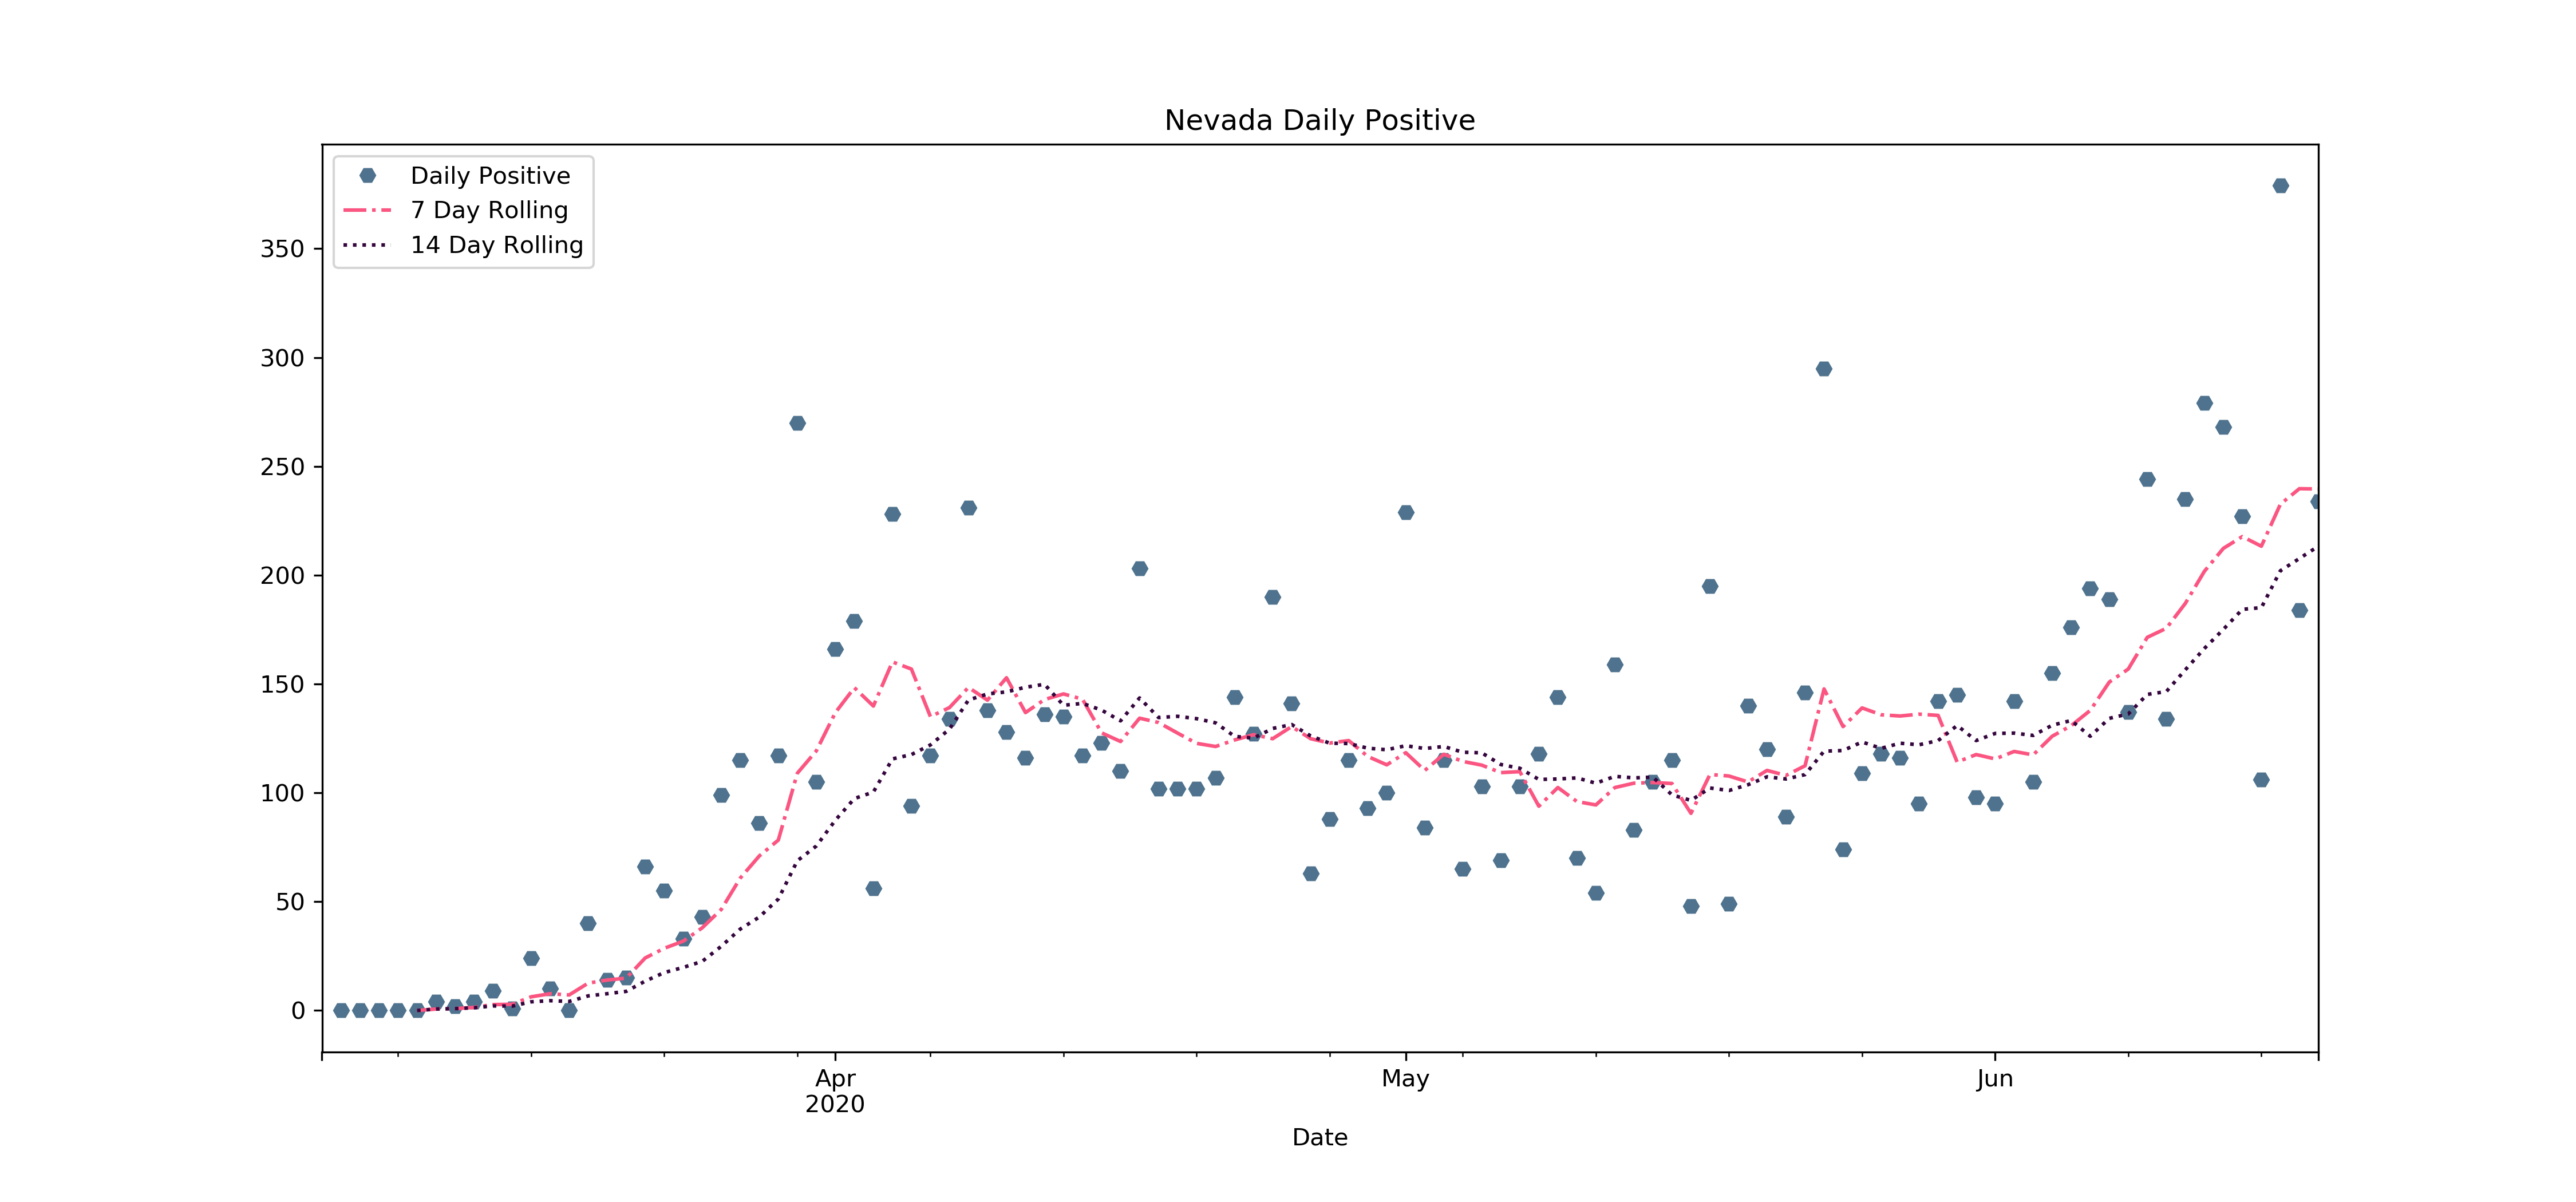 Nevada Daily Positive
Daily Positive
7 Day Rolling
14 Day Rolling
350
300
250
200
150
100
50
0
Apr
2020
May
Jun
Date